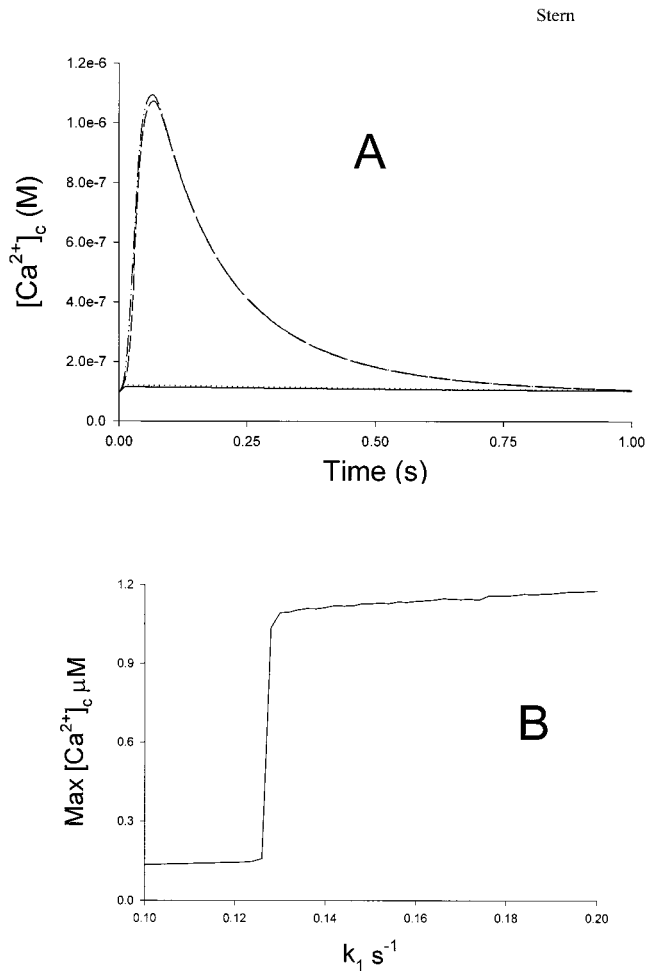 Stern
1.2e-6
1.0e-6
8.0e-7
6.0e-7
4.0e-7
2.0e-7
0.0
[Ca²⁺]c (M)
A
0.00 0.25 0.50 0.75 1.00
Time (s)
1.2
0.9
0.6
0.3
0.0
Max [Ca²⁺]c μM
B
0.10 0.12 0.14 0.16 0.18 0.20
k₁ s⁻¹